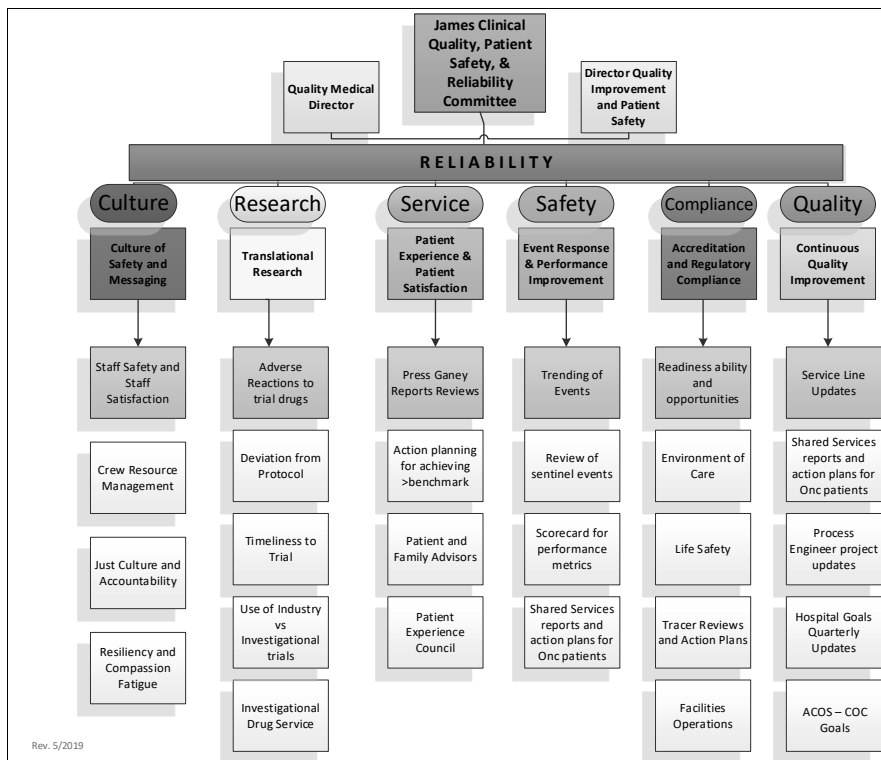 James Clinical
Quality, Patient
Safety, &
Reliability
Committee
Quality Medical
Director
Director Quality
Improvement
and Patient
Safety
RELIABILITY
Culture
Research
Service
Safety
Compliance
Quality
Culture of
Safety and
Messaging
Translational
Research
Patient
Experience &
Patient
Satisfaction
Event Response
& Performance
Improvement
Accreditation
and Regulatory
Compliance
Continuous
Quality
Improvement
Staff Safety and
Staff
Satisfaction
Adverse
Reactions to
trial drugs
Press Ganey
Reports Reviews
Trending of
Events
Readiness ability
and
opportunities
Service Line
Updates
Crew Resource
Management
Deviation from
Protocol
Action planning
for achieving
>benchmark
Review of
sentinel events
Environment of
Care
Shared Services
reports and
action plans for
Onc patients
Just Culture and
Accountability
Timeliness to
Trial
Patient and
Family Advisors
Scorecard for
performance
metrics
Life Safety
Process
Engineer project
updates
Resiliency and
Compassion
Fatigue
Use of Industry
vs
Investigational
trials
Patient
Experience
Council
Shared Services
reports and
action plans for
Onc patients
Tracer Reviews
and Action Plans
Hospital Goals
Quarterly
Updates
Investigational
Drug Service
Facilities
Operations
ACOS – COC
Goals
Rev. 5/2019